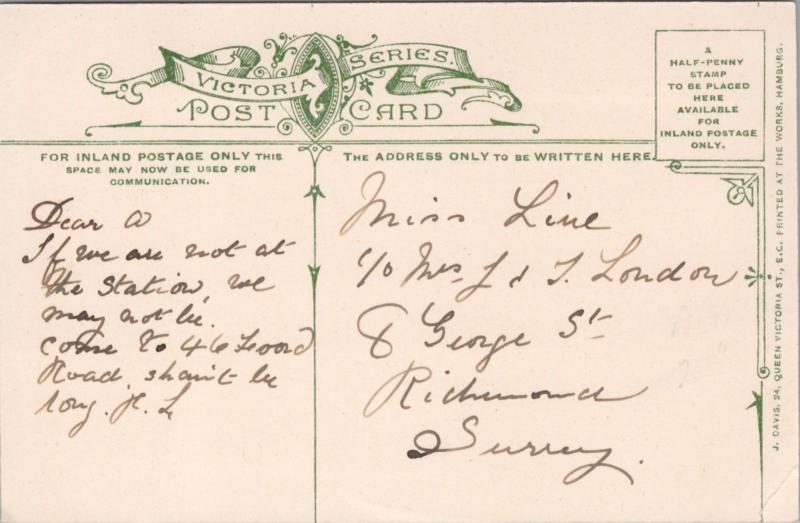 VICTORIA SERIES.
POST CARD
A
HALF-PENNY
STAMP
TO BE PLACED
HERE
AVAILABLE
FOR
INLAND POSTAGE
ONLY.
FOR INLAND POSTAGE ONLY THIS
SPACE MAY NOW BE USED FOR
COMMUNICATION.
THE ADDRESS ONLY TO BE WRITTEN HERE.
Dear
If we are not at
the station, we
may not be.
come to 46 Foord
Road. shan't be
long. H. L
Miss Line
c/o Mrs J & T. London
8 George St
Richmond
Surrey.
J. DAVIS, 24, QUEEN VICTORIA ST., E.C. PRINTED AT THE WORKS, HAMBURG.